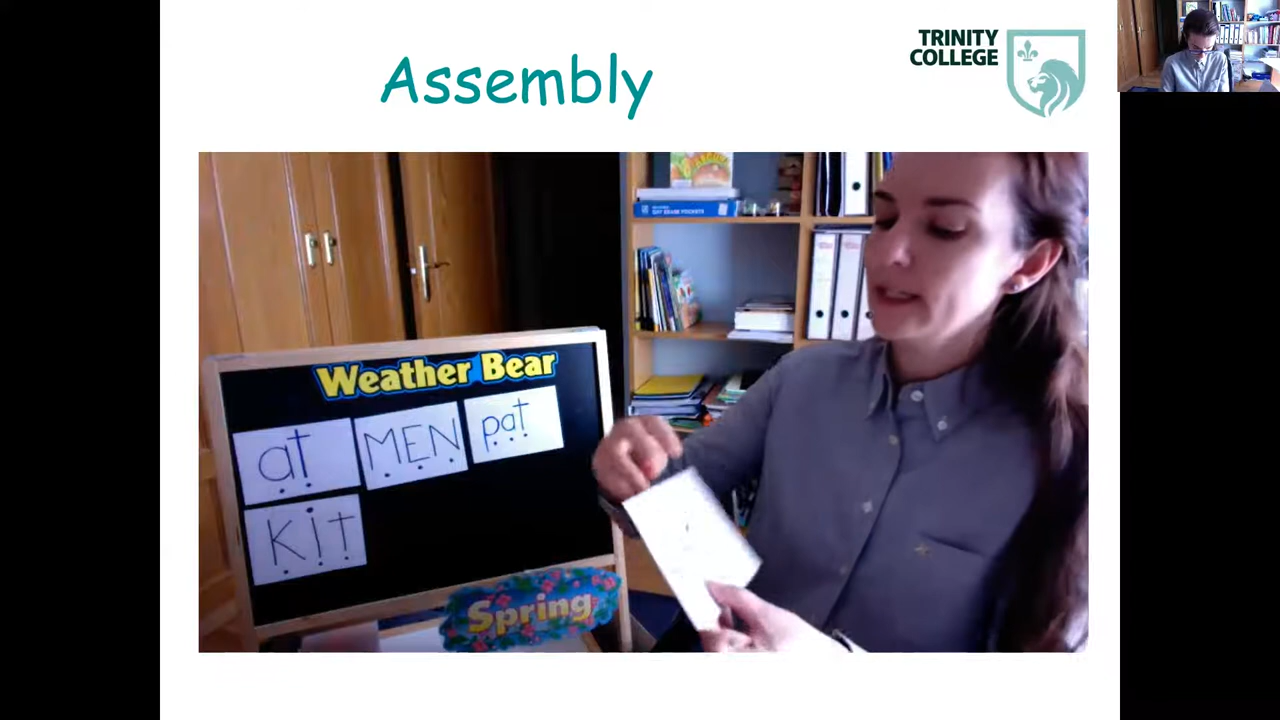 Assembly
TRINITY
COLLEGE
Weather Bear
at MEN pat
Kit
Spring